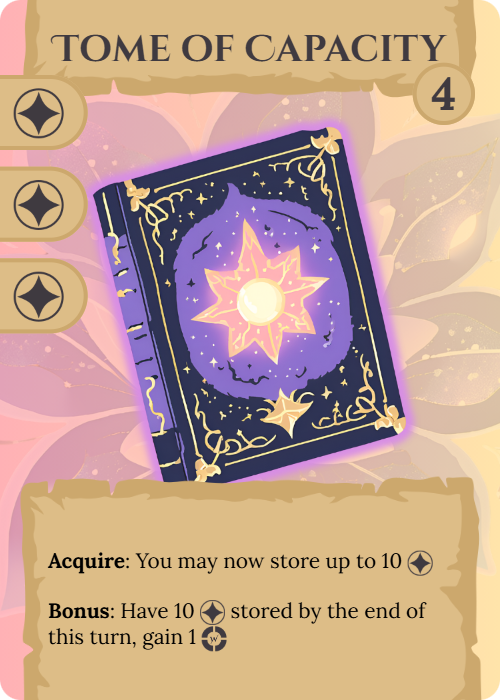 Tome of Capacity
4
Acquire: You may now store up to 10
Bonus: Have 10 stored by the end of
this turn, gain 1 W